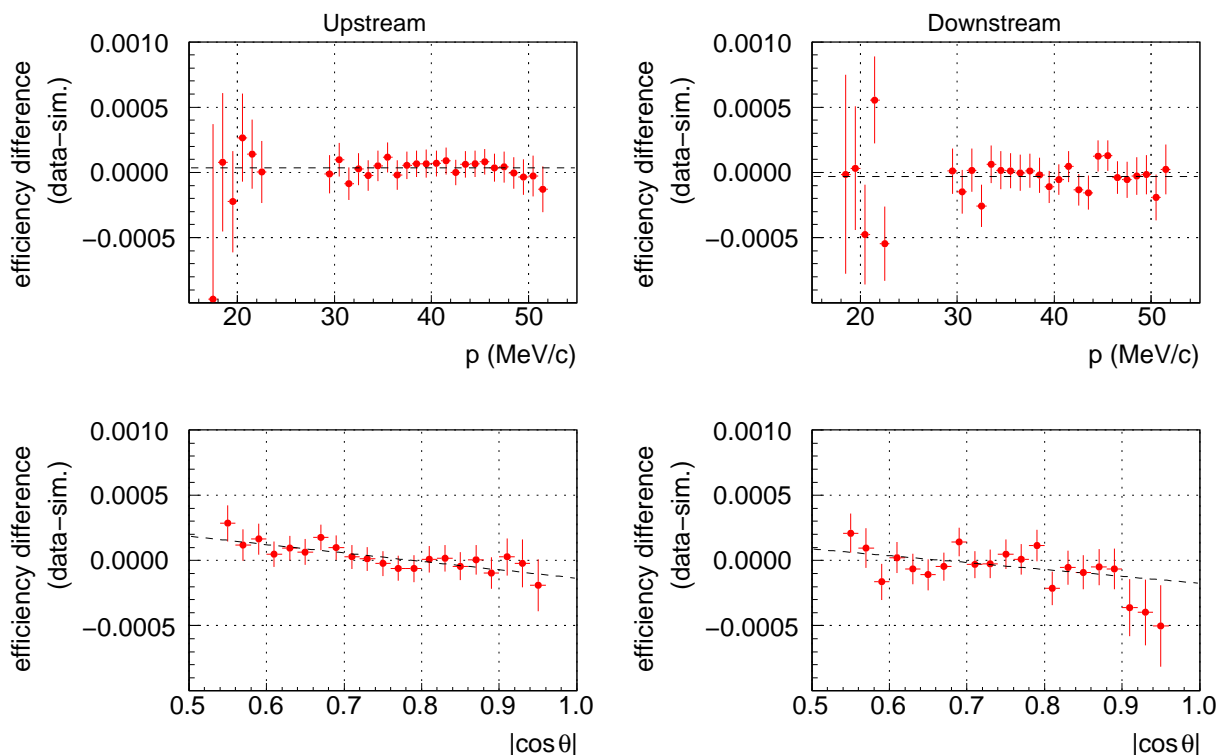 Upstream
efficiency difference
(data−sim.)
0.0010
0.0005
0.0000
−0.0005
20 30 40 50
p (MeV/c)
Downstream
efficiency difference
(data−sim.)
0.0010
0.0005
0.0000
−0.0005
20 30 40 50
p (MeV/c)
efficiency difference
(data−sim.)
0.0010
0.0005
0.0000
−0.0005
0.5 0.6 0.7 0.8 0.9 1.0
|cos θ|
efficiency difference
(data−sim.)
0.0010
0.0005
0.0000
−0.0005
0.5 0.6 0.7 0.8 0.9 1.0
|cos θ|